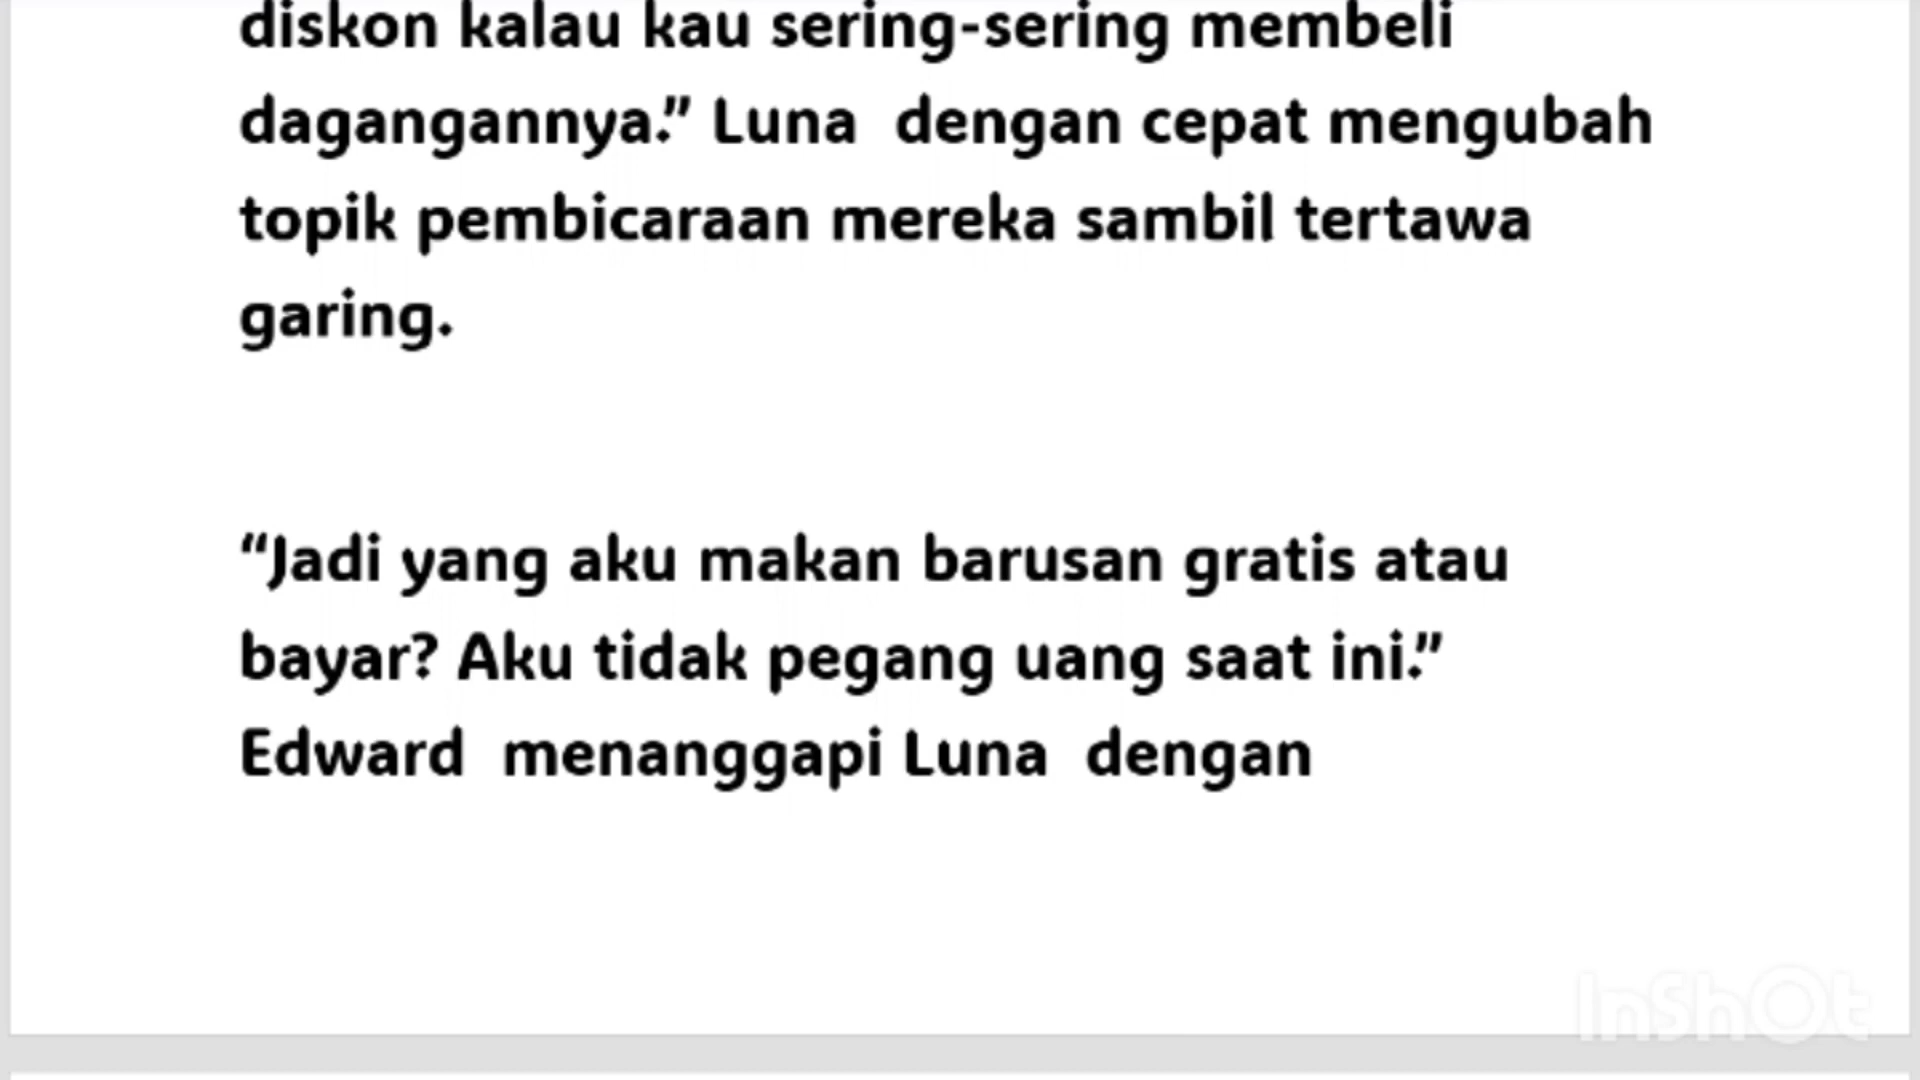 diskon kalau kau sering-sering membeli
dagangannya.” Luna  dengan cepat mengubah
topik pembicaraan mereka sambil tertawa
garing.
“Jadi yang aku makan barusan gratis atau
bayar? Aku tidak pegang uang saat ini.”
Edward  menanggapi Luna  dengan
InShOt